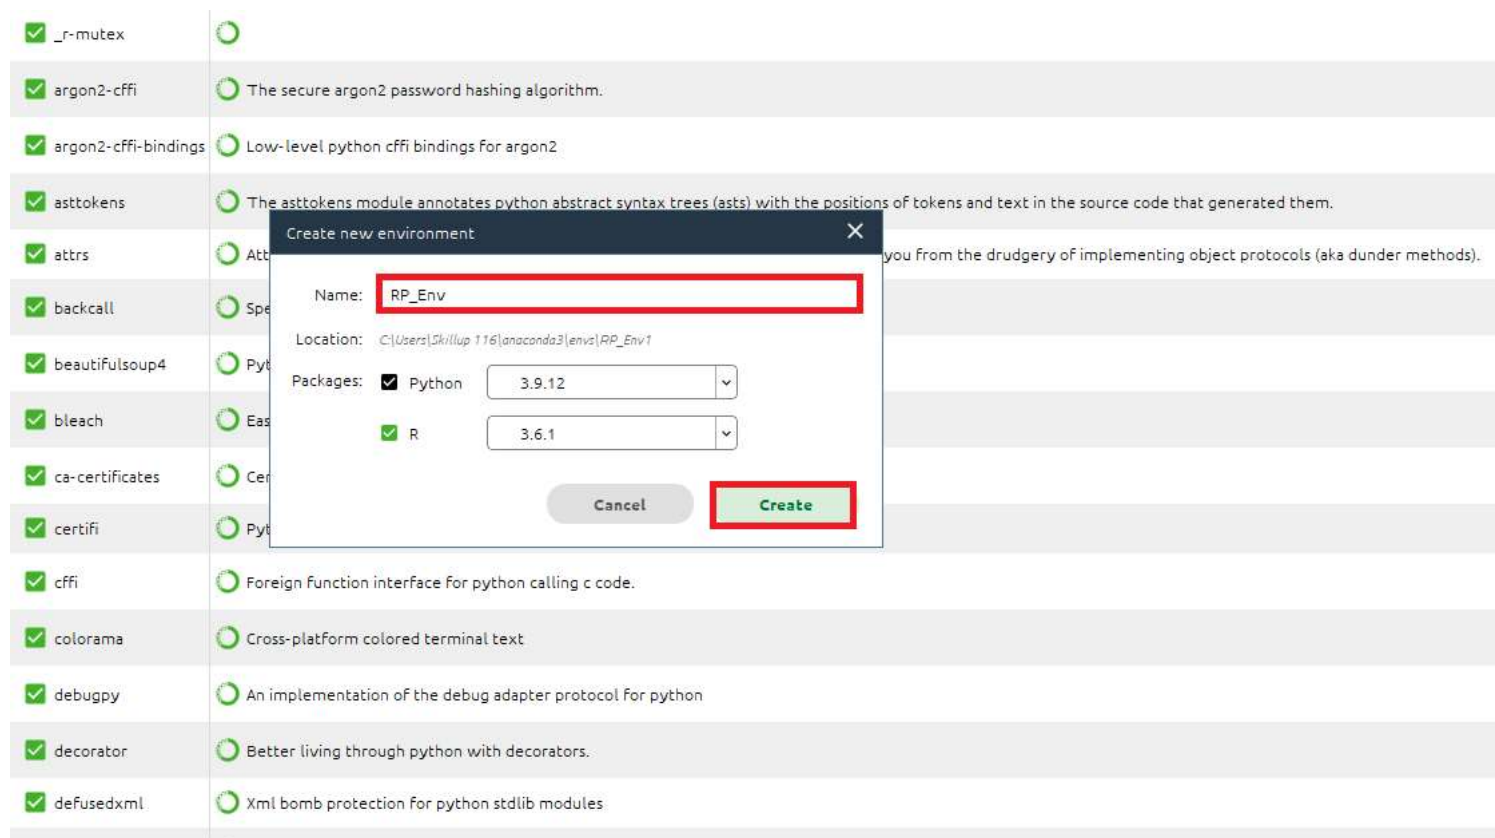 _r-mutex
argon2-cffi The secure argon2 password hashing algorithm.
argon2-cffi-bindings Low-level python cffi bindings for argon2
asttokens The asttokens module annotates python abstract syntax trees (asts) with the positions of tokens and text in the source code that generated them.
Create new environment
attrs Att you from the drudgery of implementing object protocols (aka dunder methods).
Name: RP_Env
backcall Spe
Location: C:\Users\Skillup 116\anaconda3\envs\RP_Env1
beautifulsoup4 Pyt
Packages: Python 3.9.12
bleach Eas
R 3.6.1
ca-certificates Cer
Cancel Create
certifi Pyt
cffi Foreign function interface for python calling c code.
colorama Cross-platform colored terminal text
debugpy An implementation of the debug adapter protocol for python
decorator Better living through python with decorators.
defusedxml Xml bomb protection for python stdlib modules